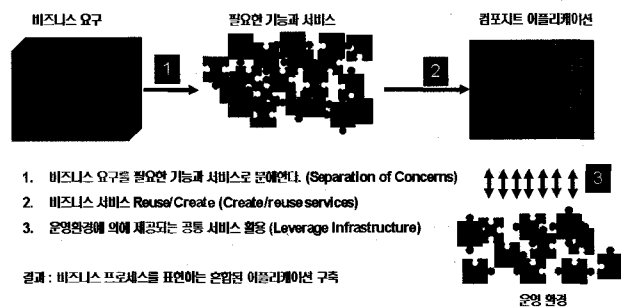 비즈니스 요구
필요한 기능과 서비스
컴포지트 어플리케이션
1
2
1. 비즈니스 요구를 필요한 기능과 서비스로 분해한다. (Separation of Concerns)
2. 비즈니스 서비스 Reuse/Create (Create/reuse services)
3. 운영환경에 의해 제공되는 공통 서비스 활용 (Leverage Infrastructure)
3
결과 : 비즈니스 프로세스를 표현하는 혼합된 어플리케이션 구축
운영 환경